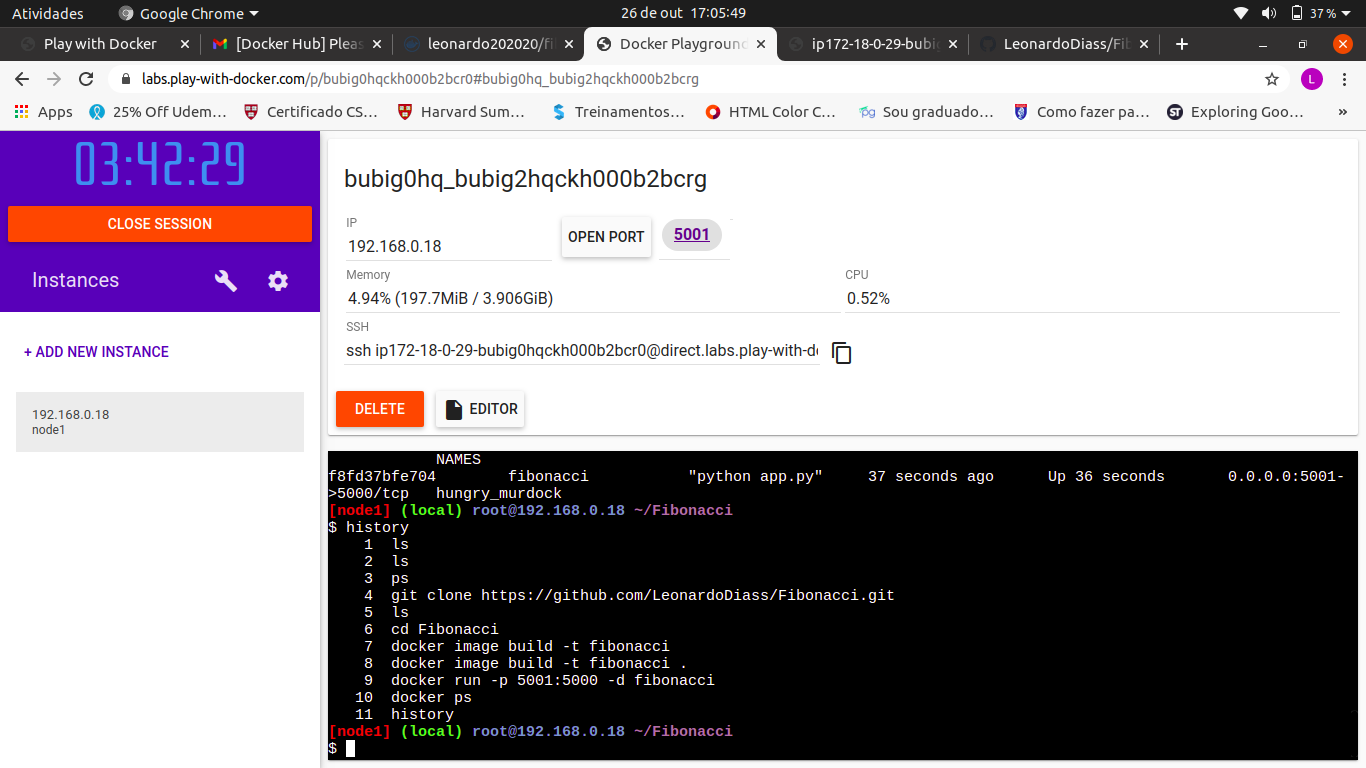 Atividades Google Chrome 26 de out 17:05:49 37 %
Play with Docker [Docker Hub] Pleas leonardo202020/fi Docker Playground ip172-18-0-29-bubig LeonardoDiass/Fib
labs.play-with-docker.com/p/bubig0hqckh000b2bcr0#bubig0hq_bubig2hqckh000b2bcrg L
Apps 25% Off Udem… Certificado CS… Harvard Sum… Treinamentos… HTML Color C… pg Sou graduado… Como fazer pa… ST Exploring Goo… »
03:42:29
CLOSE SESSION
Instances
+ ADD NEW INSTANCE
192.168.0.18
node1
bubig0hq_bubig2hqckh000b2bcrg
IP
192.168.0.18
OPEN PORT
5001
Memory
4.94% (197.7MiB / 3.906GiB)
CPU
0.52%
SSH
ssh ip172-18-0-29-bubig0hqckh000b2bcr0@direct.labs.play-with-do
DELETE
EDITOR
NAMES
f8fd37bfe704 fibonacci "python app.py" 37 seconds ago Up 36 seconds 0.0.0.0:5001-
>5000/tcp hungry_murdock
[node1] (local) root@192.168.0.18 ~/Fibonacci
$ history
1 ls
2 ls
3 ps
4 git clone https://github.com/LeonardoDiass/Fibonacci.git
5 ls
6 cd Fibonacci
7 docker image build -t fibonacci
8 docker image build -t fibonacci .
9 docker run -p 5001:5000 -d fibonacci
10 docker ps
11 history
[node1] (local) root@192.168.0.18 ~/Fibonacci
$